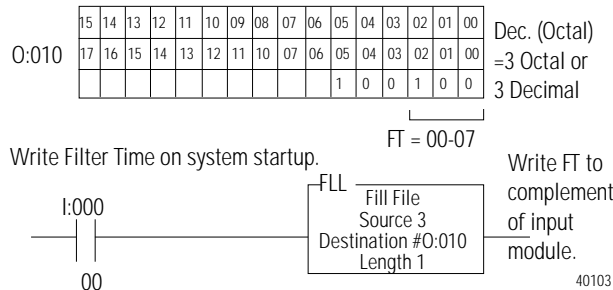 15 14 13 12 11 10 09 08 07 06 05 04 03 02 01 00 Dec. (Octal)
O:010 17 16 15 14 13 12 11 10 07 06 05 04 03 02 01 00 =3 Octal or
1 0 0 1 0 0 3 Decimal
FT = 00-07
Write Filter Time on system startup.
Write FT to
complement
of input
module.
I:000
00
FLL
Fill File
Source 3
Destination #O:010
Length 1
40103